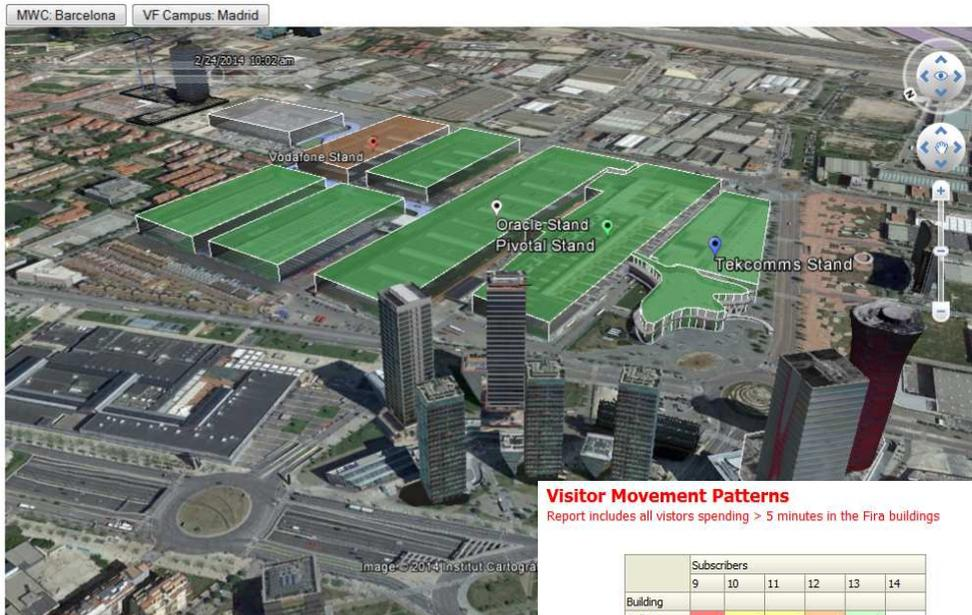 MWC: Barcelona
VF Campus: Madrid
2/24/2014 10:02 am
Vodafone Stand
Oracle Stand
Pivotal Stand
Tekcomms Stand
N
Image © 2014 Institut Cartogra
Visitor Movement Patterns
Report includes all vistors spending > 5 minutes in the Fira buildings
Subscribers
9 10 11 12 13 14
Building